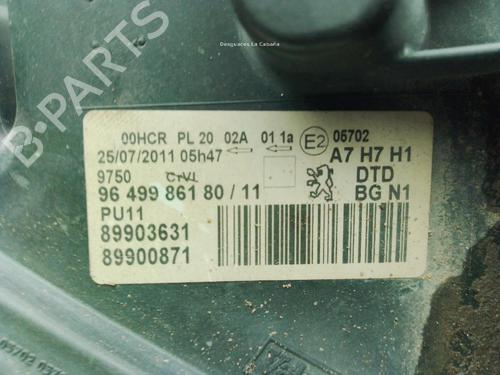 Desguaces La Cabaña
B-PARTS
00HCR PL 20 02A 01 1a E2 05702
25/07/2011 05h47 A7 H7 H1
9750 DTD
96 499 861 80 / 11 BG N1
PU11
89903631
89900871